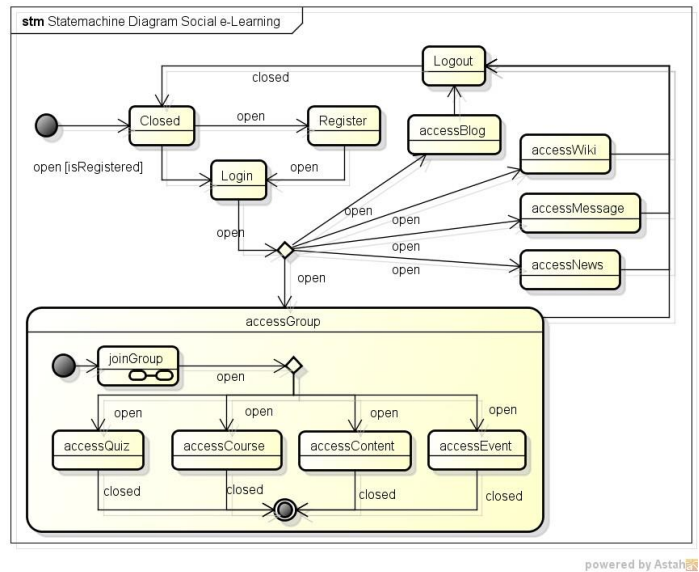 stm Statemachine Diagram Social e-Learning
Logout
closed
Closed
open
Register
accessBlog
accessWiki
open [isRegistered]
Login
open
accessMessage
open
open
open
open
open
accessNews
open
accessGroup
joinGroup
open
open
open
open
open
accessQuiz
accessCourse
accessContent
accessEvent
closed
closed
closed
closed
powered by Astah